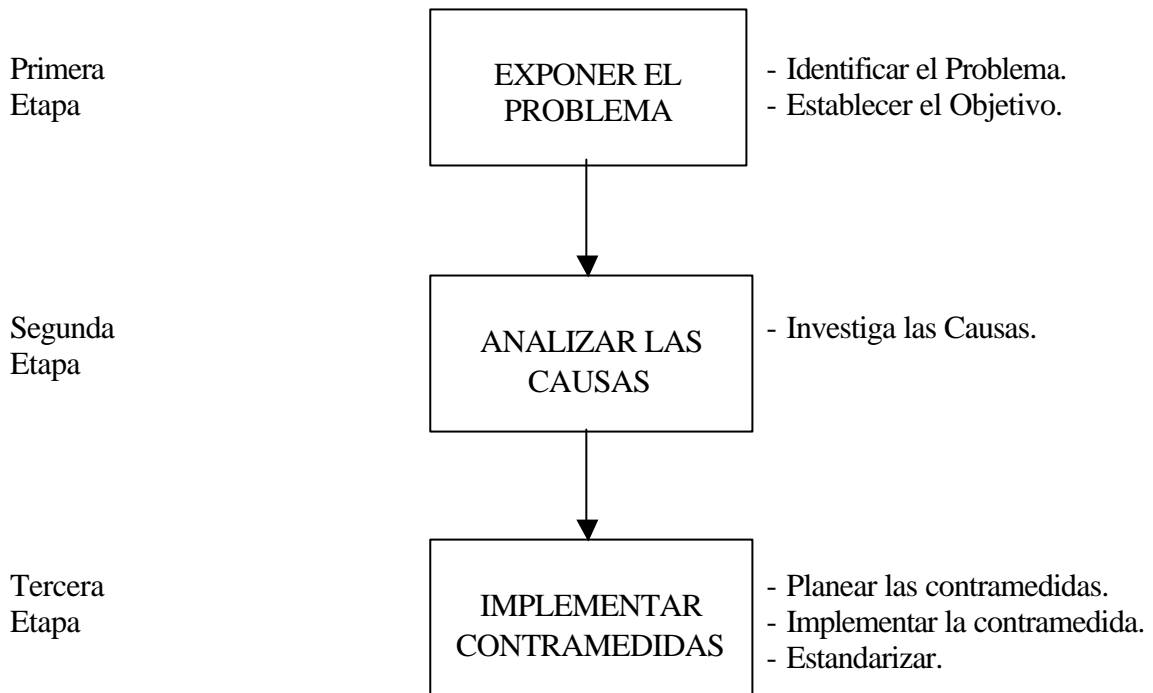 Primera
Etapa
EXPONER EL
PROBLEMA
- Identificar el Problema.
- Establecer el Objetivo.
Segunda
Etapa
ANALIZAR LAS
CAUSAS
- Investiga las Causas.
Tercera
Etapa
IMPLEMENTAR
CONTRAMEDIDAS
- Planear las contramedidas.
- Implementar la contramedida.
- Estandarizar.